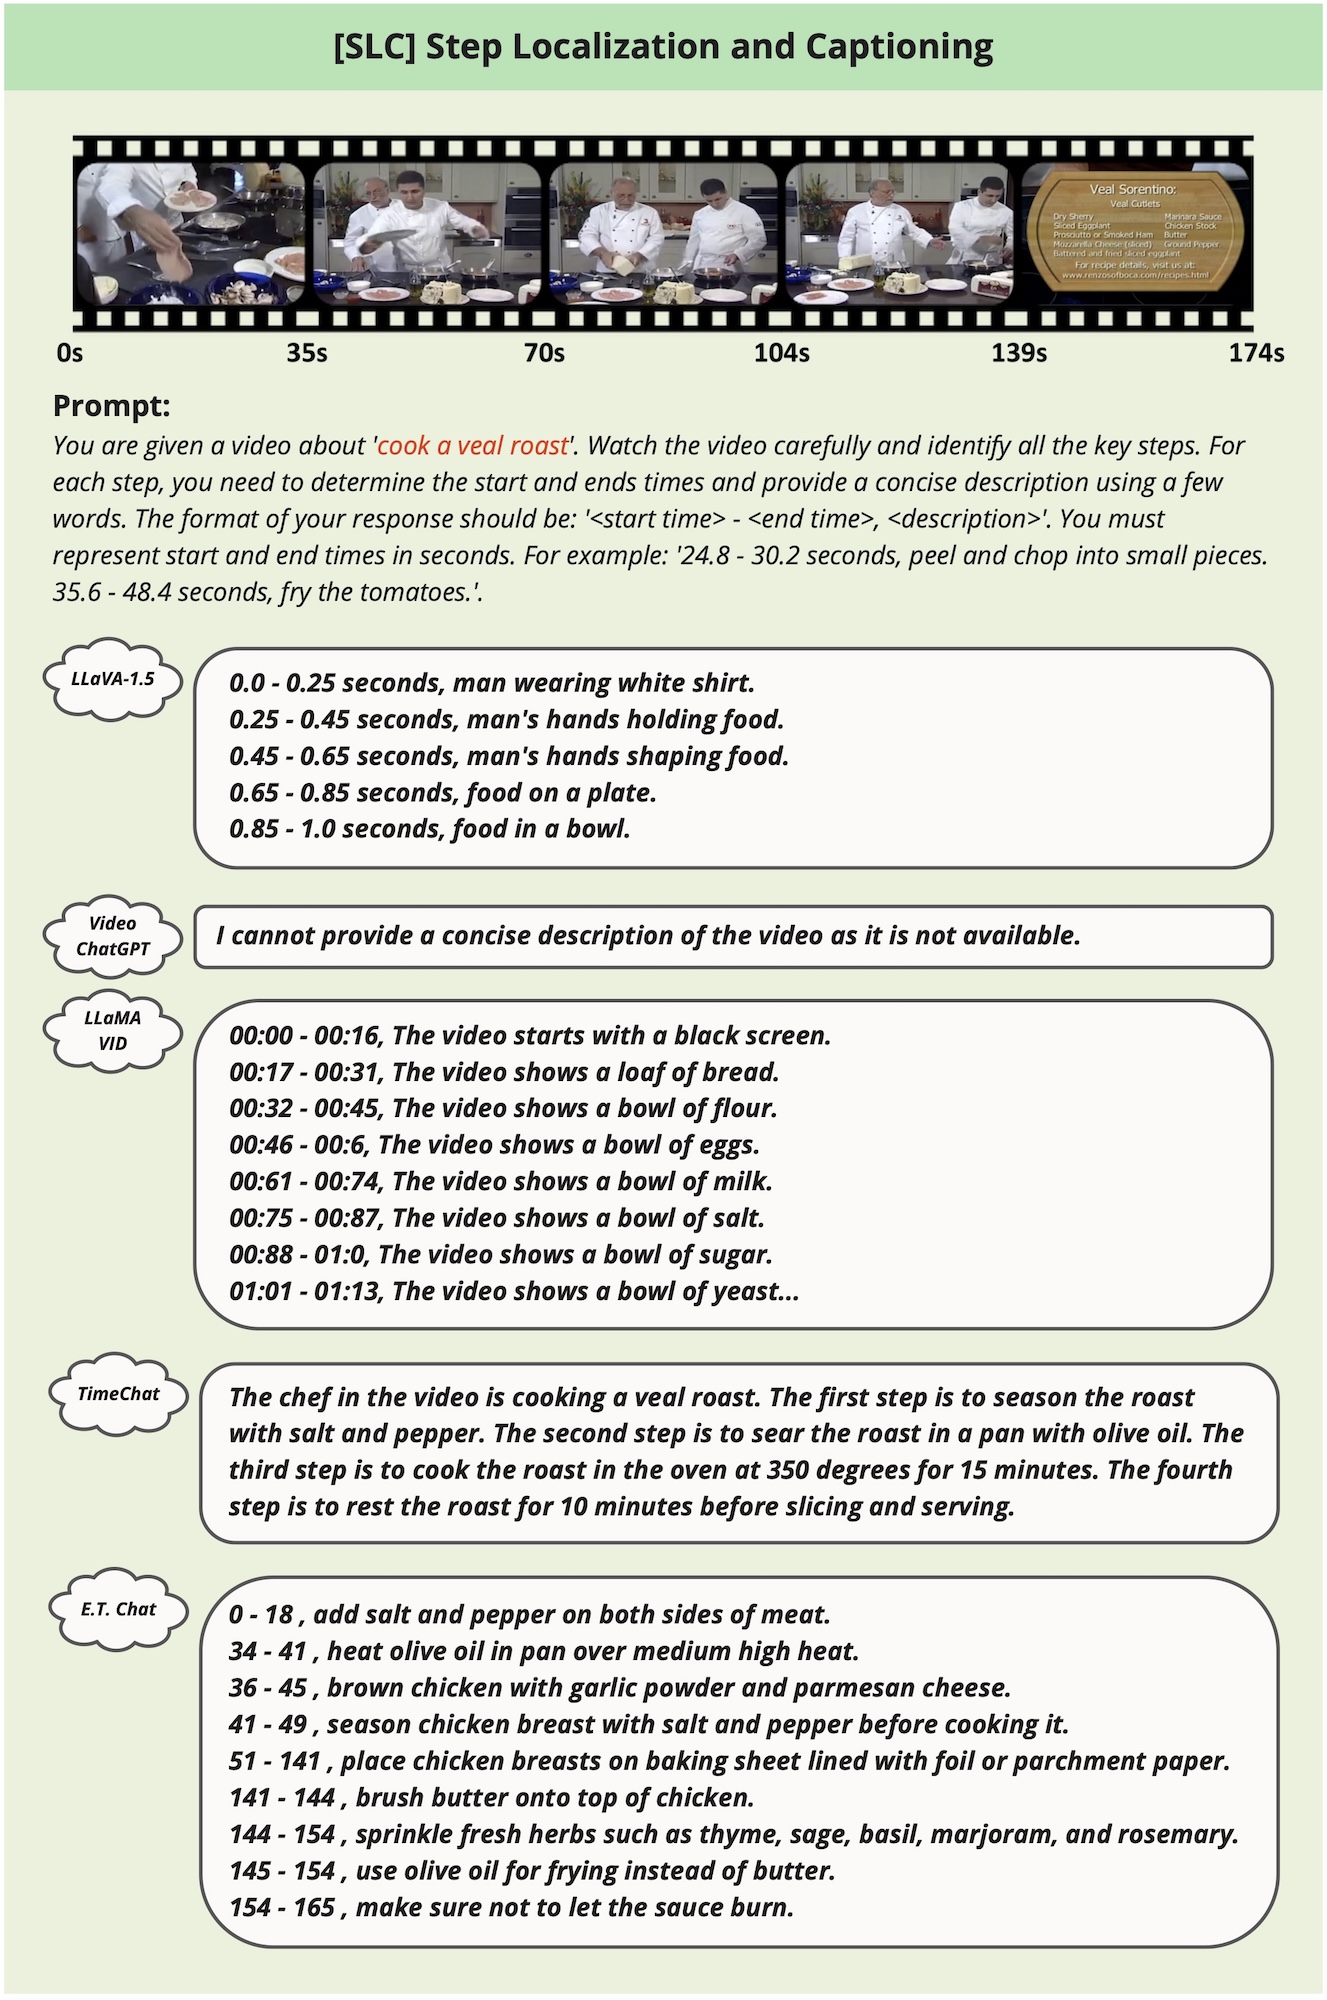 [SLC] Step Localization and Captioning
Veal Sorentino:
Veal Cutlets
Dry Sherry Marinara Sauce
Sliced Eggplant Chicken Stock
Prosciutto or Smoked Ham Butter
Mozzarella Cheese(sliced) Ground Pepper
Battered and fried sliced eggplant
For recipe details, visit us at:
www.renzosofboca.com/recipes.html
0s 35s 70s 104s 139s 174s
Prompt:
You are given a video about 'cook a veal roast'. Watch the video carefully and identify all the key steps. For
each step, you need to determine the start and ends times and provide a concise description using a few
words. The format of your response should be: '<start time> - <end time>, <description>'. You must
represent start and end times in seconds. For example: '24.8 - 30.2 seconds, peel and chop into small pieces.
35.6 - 48.4 seconds, fry the tomatoes.'.
LLaVA-1.5
0.0 - 0.25 seconds, man wearing white shirt.
0.25 - 0.45 seconds, man's hands holding food.
0.45 - 0.65 seconds, man's hands shaping food.
0.65 - 0.85 seconds, food on a plate.
0.85 - 1.0 seconds, food in a bowl.
Video
ChatGPT
I cannot provide a concise description of the video as it is not available.
LLaMA
VID
00:00 - 00:16, The video starts with a black screen.
00:17 - 00:31, The video shows a loaf of bread.
00:32 - 00:45, The video shows a bowl of flour.
00:46 - 00:6, The video shows a bowl of eggs.
00:61 - 00:74, The video shows a bowl of milk.
00:75 - 00:87, The video shows a bowl of salt.
00:88 - 01:0, The video shows a bowl of sugar.
01:01 - 01:13, The video shows a bowl of yeast...
TimeChat
The chef in the video is cooking a veal roast. The first step is to season the roast
with salt and pepper. The second step is to sear the roast in a pan with olive oil. The
third step is to cook the roast in the oven at 350 degrees for 15 minutes. The fourth
step is to rest the roast for 10 minutes before slicing and serving.
E.T. Chat
0 - 18 , add salt and pepper on both sides of meat.
34 - 41 , heat olive oil in pan over medium high heat.
36 - 45 , brown chicken with garlic powder and parmesan cheese.
41 - 49 , season chicken breast with salt and pepper before cooking it.
51 - 141 , place chicken breasts on baking sheet lined with foil or parchment paper.
141 - 144 , brush butter onto top of chicken.
144 - 154 , sprinkle fresh herbs such as thyme, sage, basil, marjoram, and rosemary.
145 - 154 , use olive oil for frying instead of butter.
154 - 165 , make sure not to let the sauce burn.